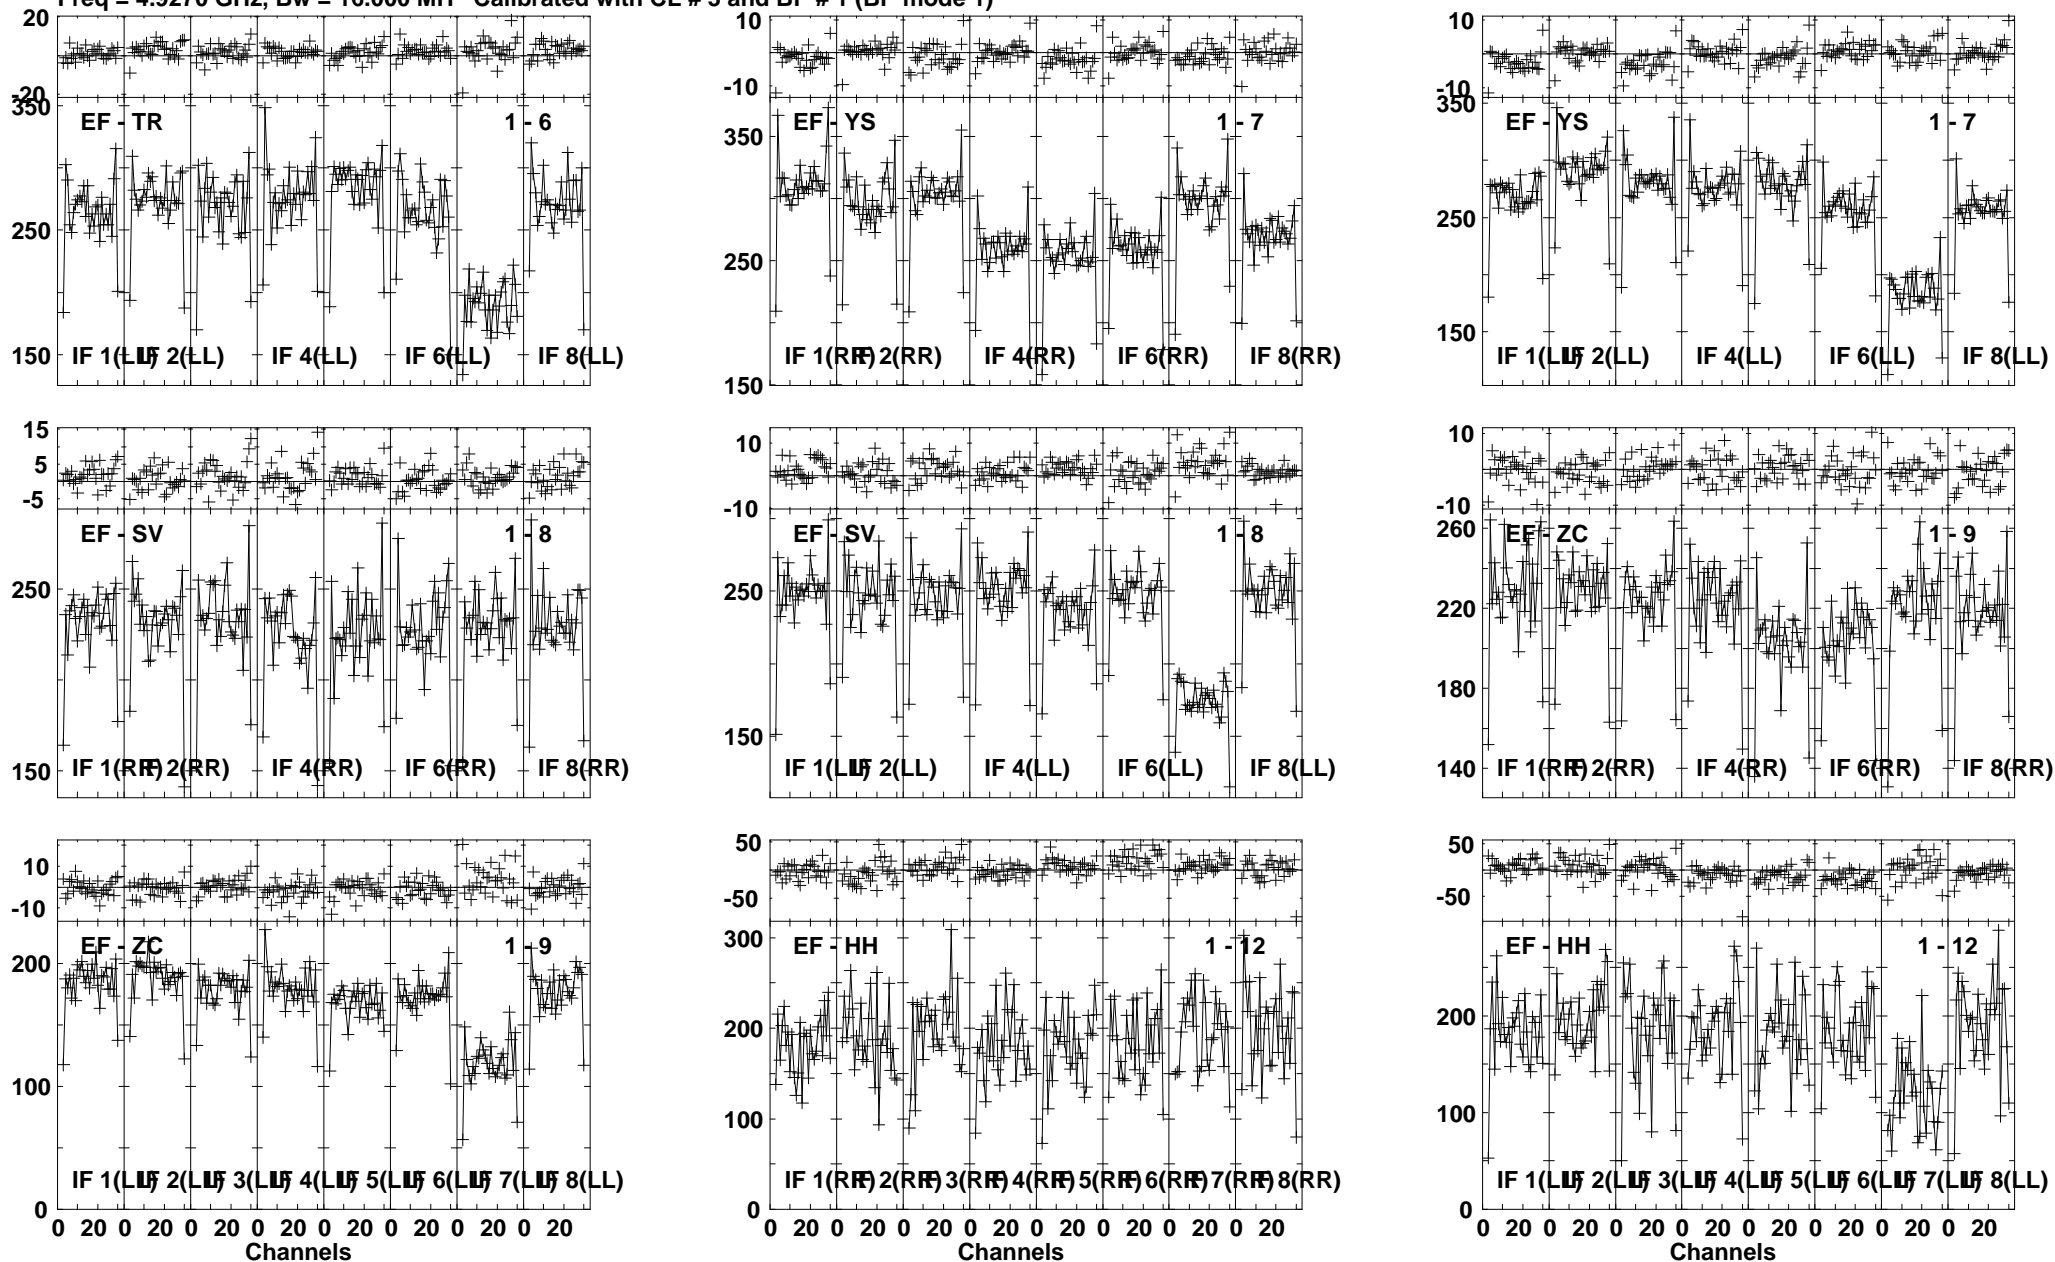 Freq = 4.9270 GHz, Bw = 16.000 MH Calibrated with CL # 3 and BP # 1 (BP mode 1)
20
-20
350
250
150
EF - TR 1 - 6
IF 1(LL) IF 2(LL) IF 4(LL) IF 6(LL) IF 8(LL)
10
-10
350
250
150
EF - YS 1 - 7
IF 1(RR) IF 2(RR) IF 4(RR) IF 6(RR) IF 8(RR)
10
-10
350
250
150
EF - YS 1 - 7
IF 1(LL) IF 2(LL) IF 4(LL) IF 6(LL) IF 8(LL)
15
5
-5
250
150
EF - SV 1 - 8
IF 1(RR) IF 2(RR) IF 4(RR) IF 6(RR) IF 8(RR)
10
-10
250
150
EF - SV 1 - 8
IF 1(LL) IF 2(LL) IF 4(LL) IF 6(LL) IF 8(LL)
10
-10
260
220
180
140
EF - ZC 1 - 9
IF 1(RR) IF 2(RR) IF 4(RR) IF 6(RR) IF 8(RR)
10
-10
200
100
0
EF - ZC 1 - 9
IF 1(LL) IF 2(LL) IF 3(LL) IF 4(LL) IF 5(LL) IF 6(LL) IF 7(LL) IF 8(LL)
0 20 0 20 0 20 0 20 0 20 0 20 0 20 0 20
Channels
50
-50
300
200
100
0
EF - HH 1 - 12
IF 1(RR) IF 2(RR) IF 3(RR) IF 4(RR) IF 5(RR) IF 6(RR) IF 7(RR) IF 8(RR)
0 20 0 20 0 20 0 20 0 20 0 20 0 20 0 20
Channels
50
-50
200
100
0
EF - HH 1 - 12
IF 1(LL) IF 2(LL) IF 3(LL) IF 4(LL) IF 5(LL) IF 6(LL) IF 7(LL) IF 8(LL)
0 20 0 20 0 20 0 20 0 20 0 20 0 20 0 20
Channels